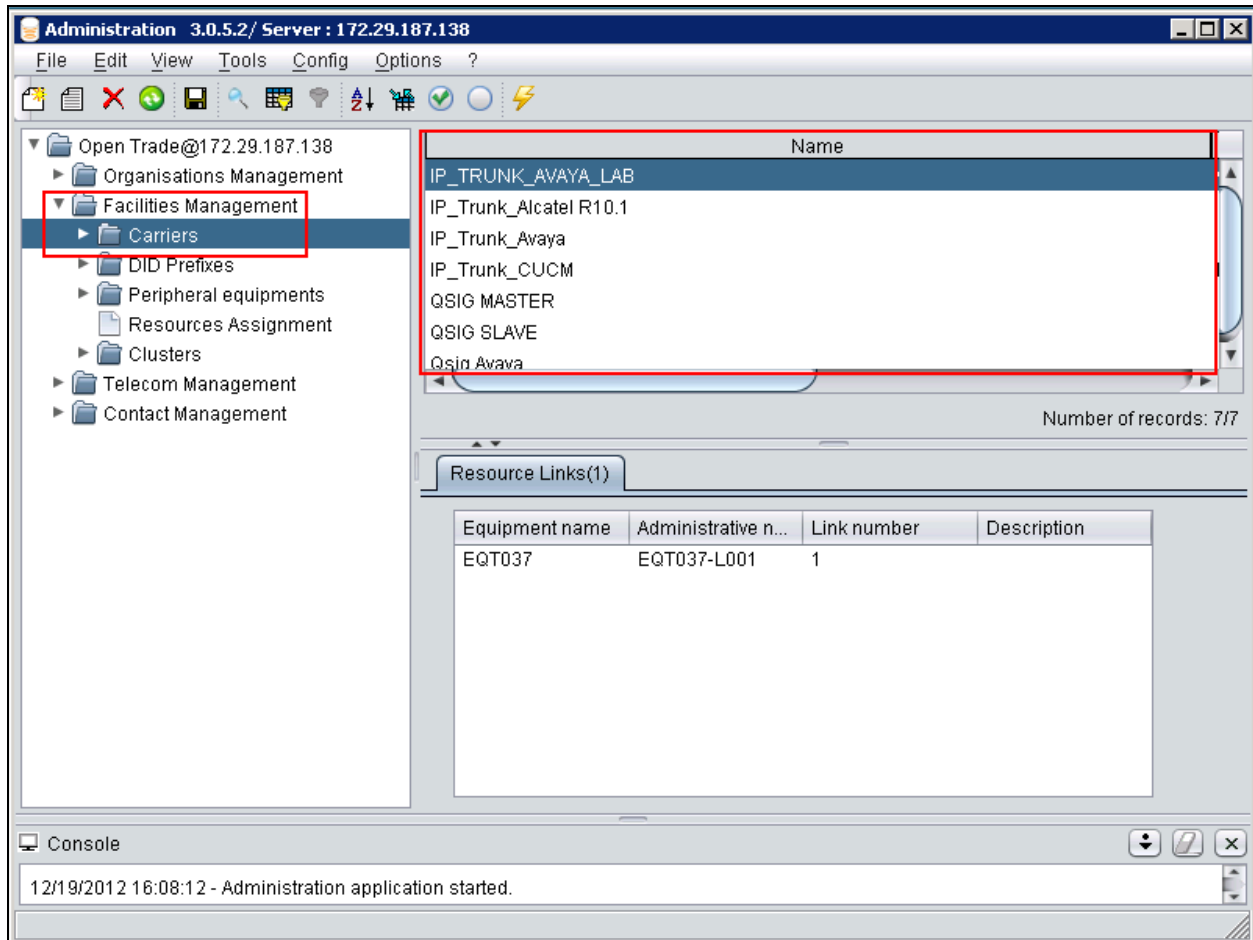 Administration 3.0.5.2/ Server : 172.29.187.138
File Edit View Tools Config Options ?
Open Trade@172.29.187.138
Organisations Management
Facilities Management
Carriers
DID Prefixes
Peripheral equipments
Resources Assignment
Clusters
Telecom Management
Contact Management
Name
IP_TRUNK_AVAYA_LAB
IP_Trunk_Alcatel R10.1
IP_Trunk_Avaya
IP_Trunk_CUCM
QSIG MASTER
QSIG SLAVE
Qsig Avaya
Number of records: 7/7
Resource Links(1)
Equipment name Administrative n... Link number Description
EQT037 EQT037-L001 1
Console
12/19/2012 16:08:12 - Administration application started.